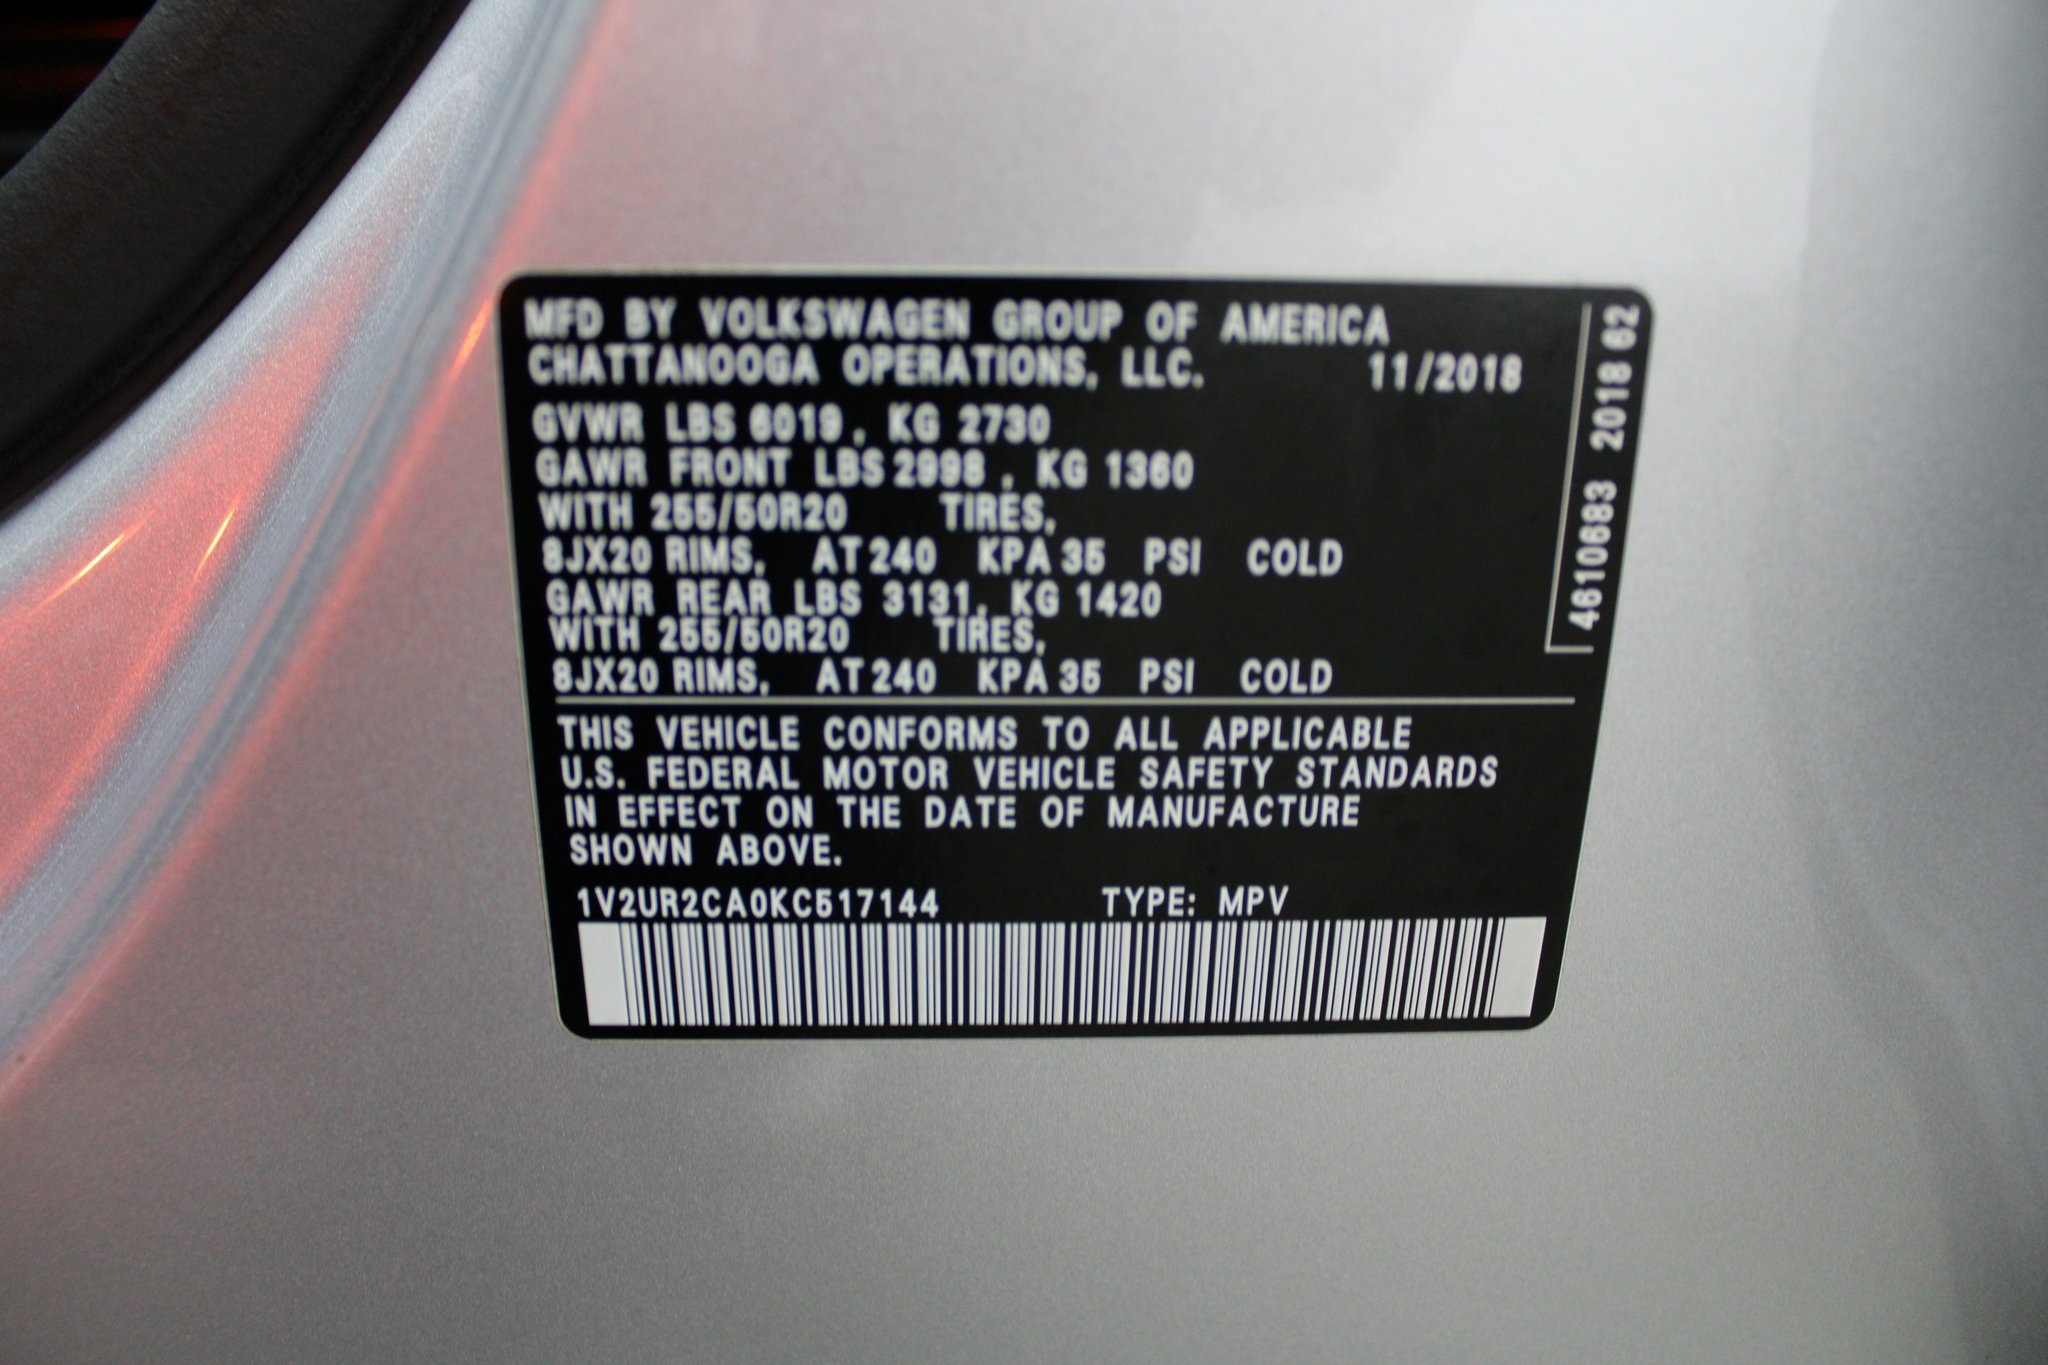 MFD BY VOLKSWAGEN GROUP OF AMERICA
CHATTANOOGA OPERATIONS, LLC. 11/2018
GVWR LBS 6019, KG 2730
GAWR FRONT LBS 2998, KG 1360
WITH 255/50R20 TIRES,
8JX20 RIMS, AT 240 KPA 35 PSI COLD
GAWR REAR LBS 3131, KG 1420
WITH 255/50R20 TIRES,
8JX20 RIMS, AT 240 KPA 35 PSI COLD
THIS VEHICLE CONFORMS TO ALL APPLICABLE
U.S. FEDERAL MOTOR VEHICLE SAFETY STANDARDS
IN EFFECT ON THE DATE OF MANUFACTURE
SHOWN ABOVE.
1V2UR2CA0KC517144 TYPE: MPV
4610683 2018 62